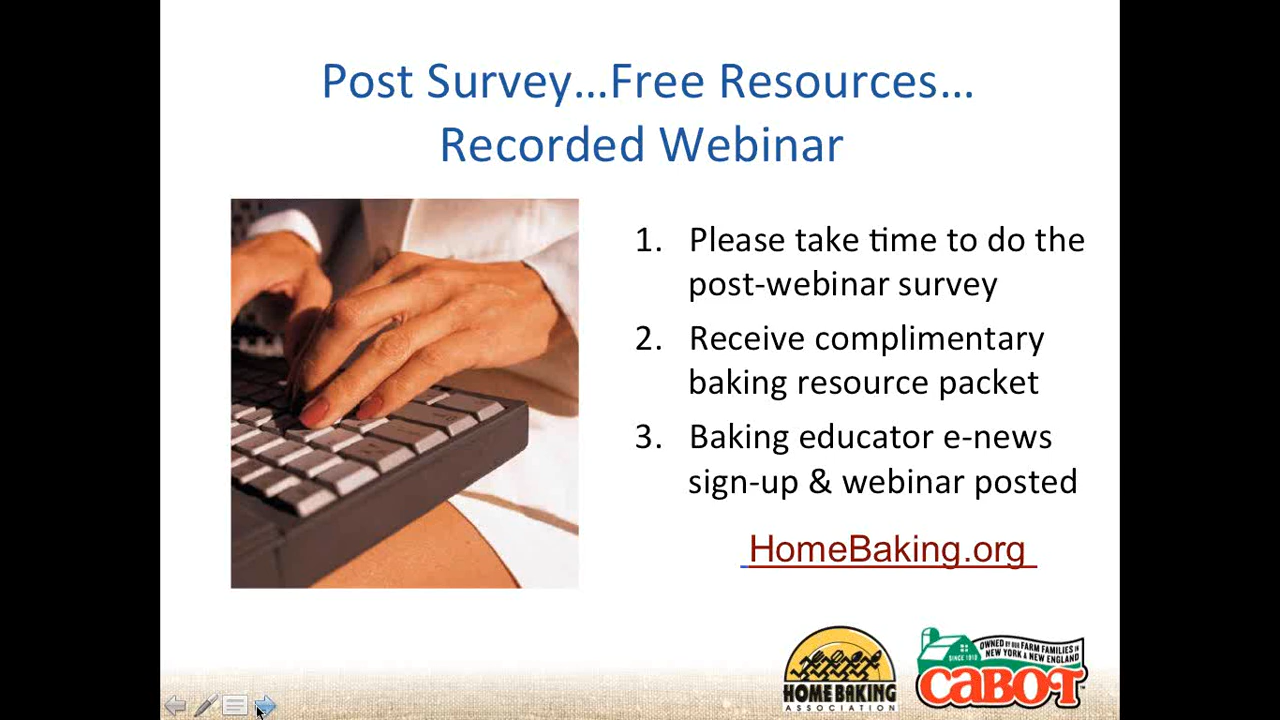 Post Survey...Free Resources...
Recorded Webinar
1. Please take time to do the
post-webinar survey
2. Receive complimentary
baking resource packet
3. Baking educator e-news
sign-up & webinar posted
HomeBaking.org
HOME BAKING
ASSOCIATION
OWNED BY OUR FARM FAMILIES IN
NEW YORK & NEW ENGLAND
SINCE 1919
CABOT